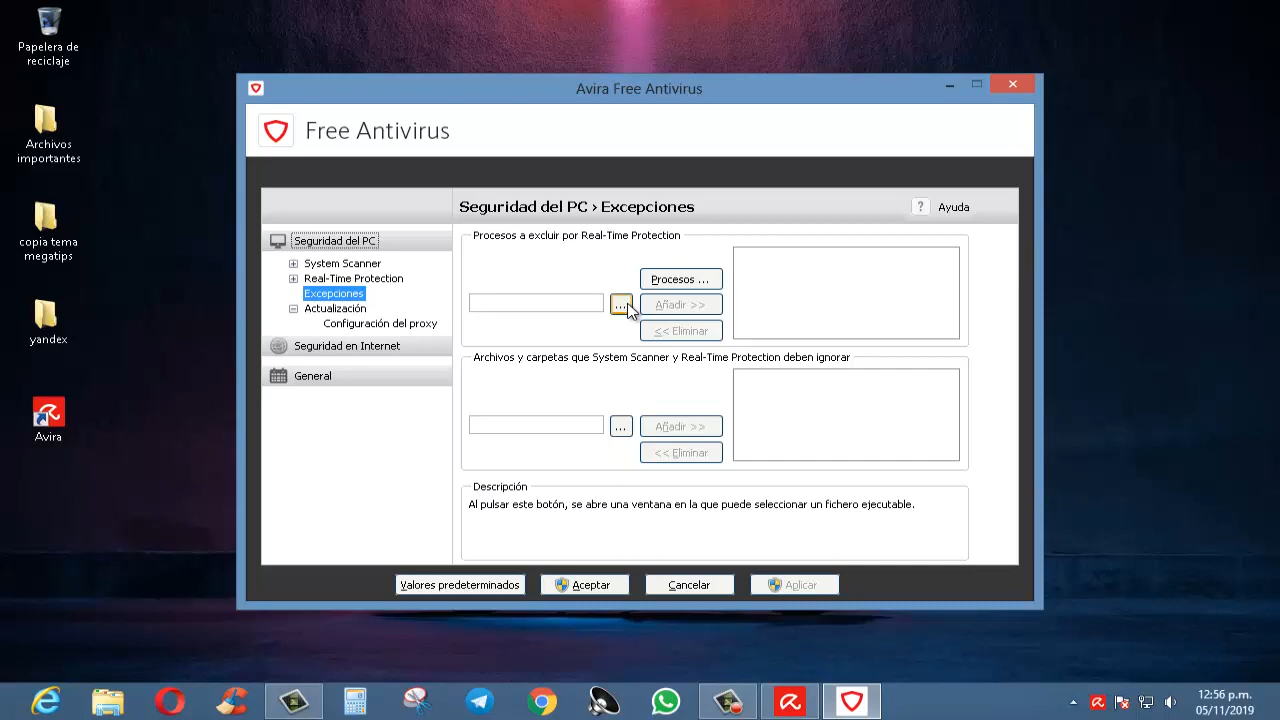 Papelera de
reciclaje
Archivos
importantes
copia tema
megatips
yandex
Avira
Avira Free Antivirus
Free Antivirus
Seguridad del PC › Excepciones
? Ayuda
Seguridad del PC
System Scanner
Real-Time Protection
Excepciones
Actualización
Configuración del proxy
Seguridad en Internet
General
Procesos a excluir por Real-Time Protection
Procesos ...
...
Añadir >>
<< Eliminar
Archivos y carpetas que System Scanner y Real-Time Protection deben ignorar
...
Añadir >>
<< Eliminar
Descripción
Al pulsar este botón, se abre una ventana en la que puede seleccionar un fichero ejecutable.
Valores predeterminados
Aceptar
Cancelar
Aplicar
12:56 p.m.
05/11/2019